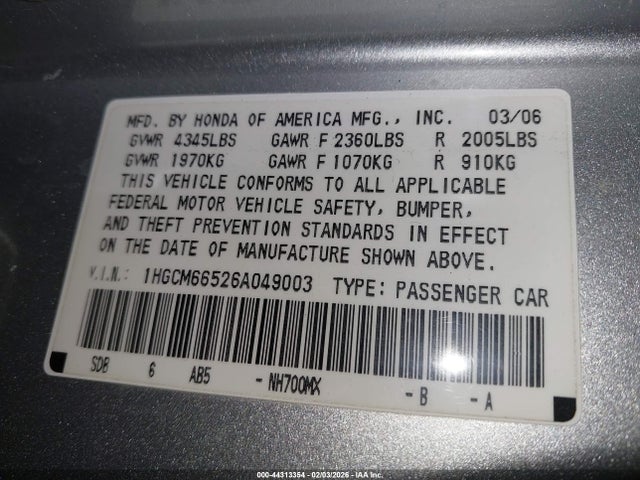 MFD. BY HONDA OF AMERICA MFG., INC. 03/06
GVWR 4345LBS GAWR F 2360LBS R 2005LBS
GVWR 1970KG GAWR F 1070KG R 910KG
THIS VEHICLE CONFORMS TO ALL APPLICABLE
FEDERAL MOTOR VEHICLE SAFETY, BUMPER,
AND THEFT PREVENTION STANDARDS IN EFFECT
ON THE DATE OF MANUFACTURE SHOWN ABOVE.
V.I.N.: 1HGCM66526A049003 TYPE: PASSENGER CAR
SDB 6 AB5 - NH700MX - B - A
000-44313354 - 02/03/2026 - IAA Inc.